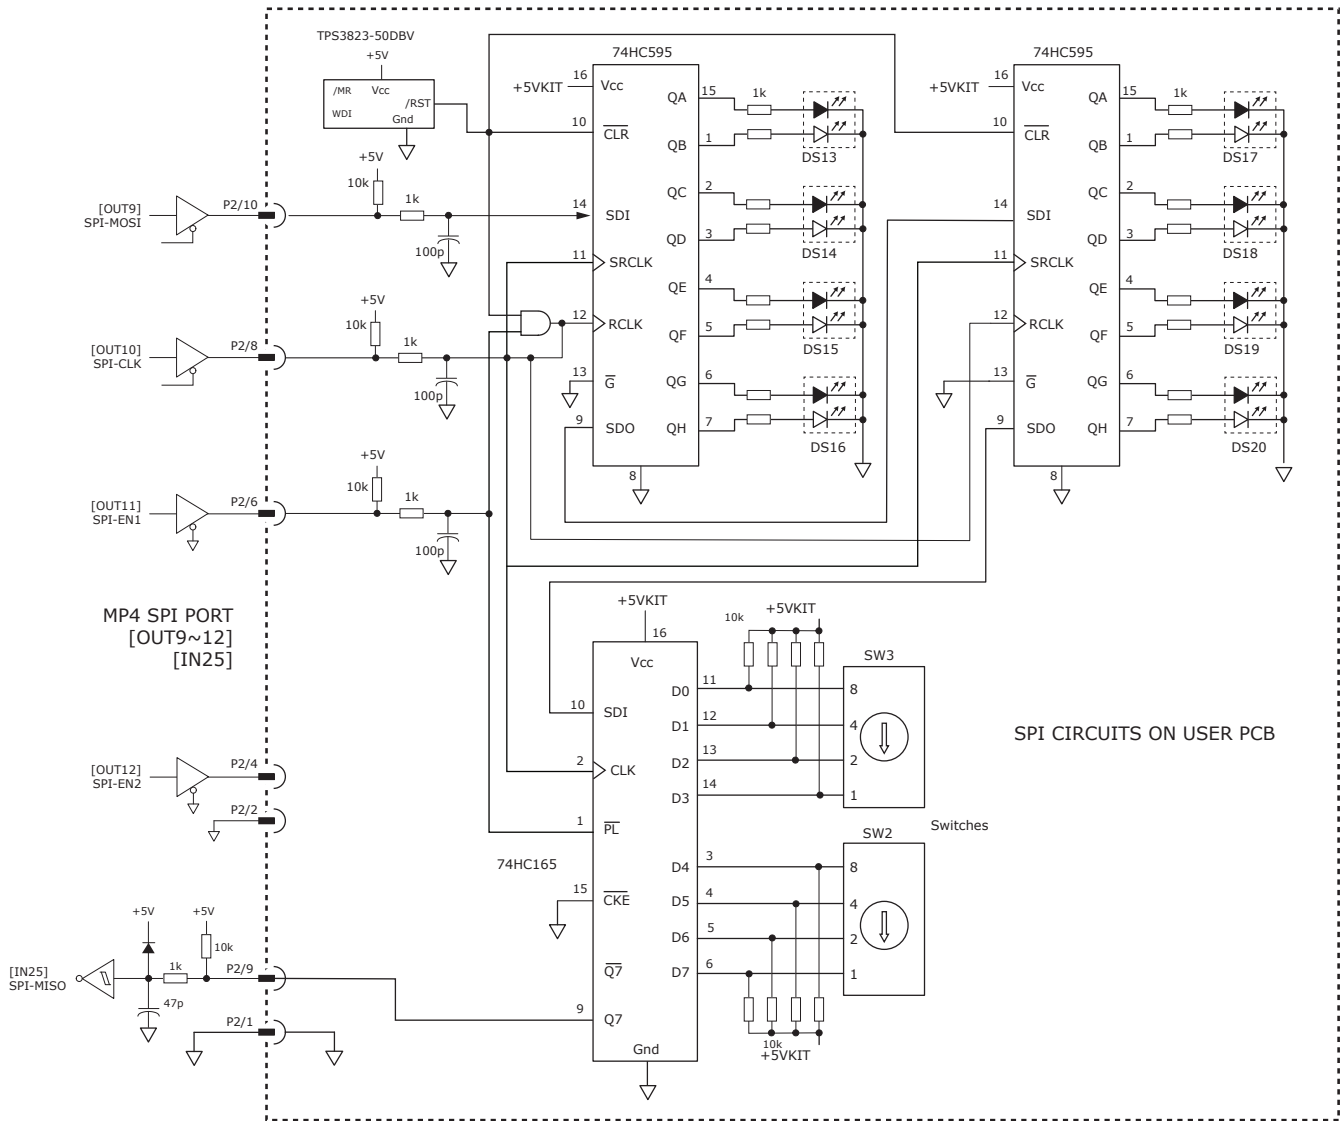 TPS3823-50DBV
+5V
/MR
Vcc
/RST
WDI
Gnd
74HC595
+5VKIT
16
Vcc
10
CLR
14
SDI
11
SRCLK
12
RCLK
13
G
9
SDO
8
QA
15
1k
QB
1
DS13
QC
2
QD
3
DS14
QE
4
QF
5
DS15
QG
6
QH
7
DS16
74HC595
+5VKIT
16
Vcc
10
CLR
14
SDI
11
SRCLK
12
RCLK
13
G
9
SDO
8
QA
15
1k
QB
1
DS17
QC
2
QD
3
DS18
QE
4
QF
5
DS19
QG
6
QH
7
DS20
[OUT9]
SPI-MOSI
P2/10
+5V
10k
1k
100p
[OUT10]
SPI-CLK
P2/8
+5V
10k
1k
100p
[OUT11]
SPI-EN1
P2/6
+5V
10k
1k
100p
MP4 SPI PORT
[OUT9~12]
[IN25]
[OUT12]
SPI-EN2
P2/4
P2/2
+5V
+5V
10k
[IN25]
SPI-MISO
1k
P2/9
47p
P2/1
74HC165
+5VKIT
16
Vcc
10
SDI
2
CLK
1
PL
15
CKE
Q7
9
Q7
Gnd
D0
11
D1
12
D2
13
D3
14
D4
3
D5
4
D6
5
D7
6
10k
+5VKIT
SW3
8
4
2
1
Switches
SW2
8
4
2
1
10k
+5VKIT
SPI CIRCUITS ON USER PCB